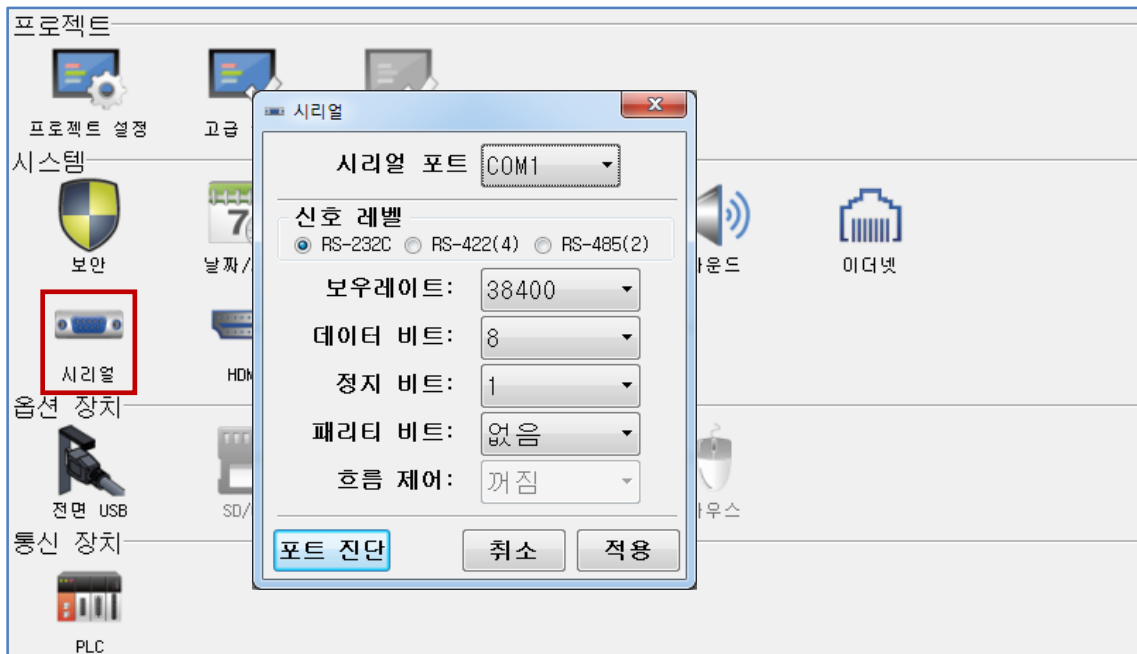 프로젝트
프로젝트 설정
고급
시스템
보안
날짜/
이더넷
시리얼
옵션 장치
전면 USB
SD/
통신 장치
PLC
시리얼
시리얼 포트 COM1
신호 레벨
RS-232C RS-422(4) RS-485(2)
보우레이트: 38400
데이터 비트: 8
정지 비트: 1
패리티 비트: 없음
흐름 제어: 꺼짐
포트 진단 취소 적용